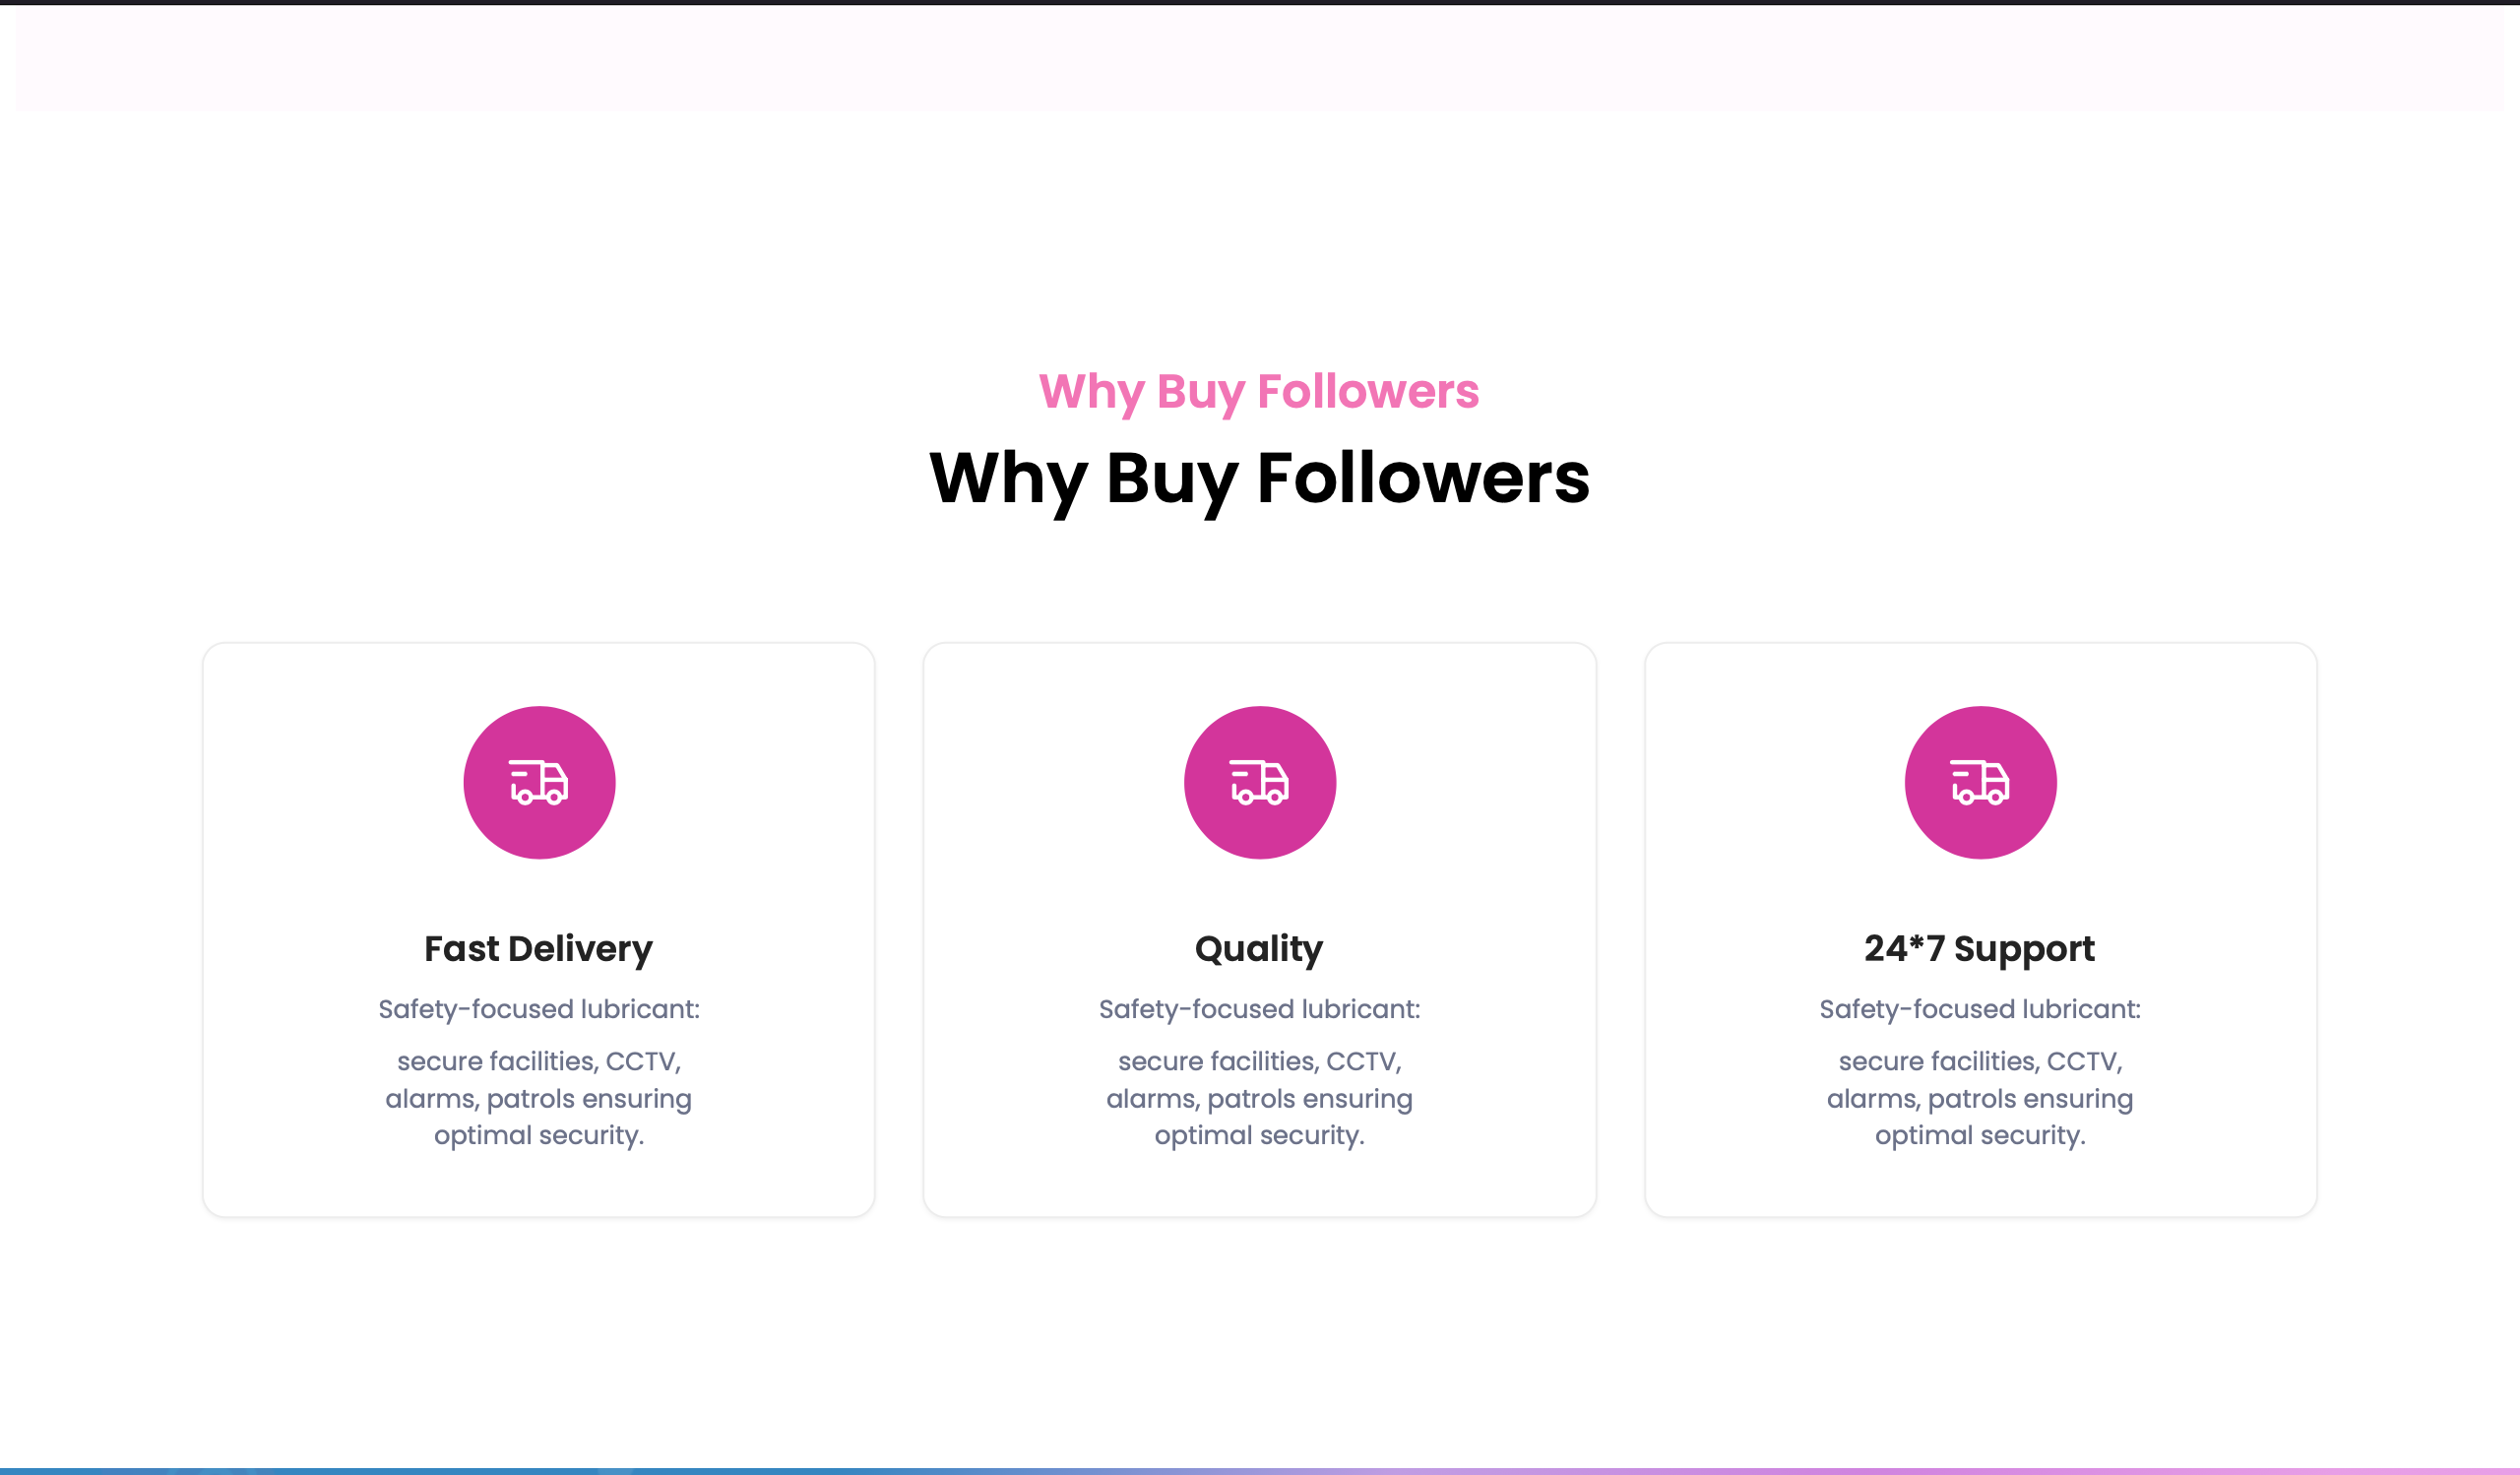 Why Buy Followers
Why Buy Followers
Fast Delivery
Safety-focused lubricant:
secure facilities, CCTV,
alarms, patrols ensuring
optimal security.
Quality
Safety-focused lubricant:
secure facilities, CCTV,
alarms, patrols ensuring
optimal security.
24*7 Support
Safety-focused lubricant:
secure facilities, CCTV,
alarms, patrols ensuring
optimal security.